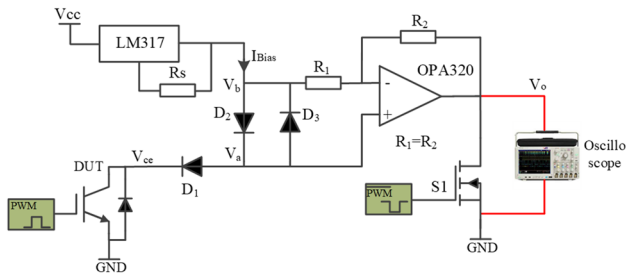 Vcc
LM317
Rs
IBias
Vb
R1
R2
OPA320
-
+
Vo
D2
D3
R1=R2
Oscillo
scope
DUT
Vce
Va
D1
S1
PWM
PWM
GND
GND